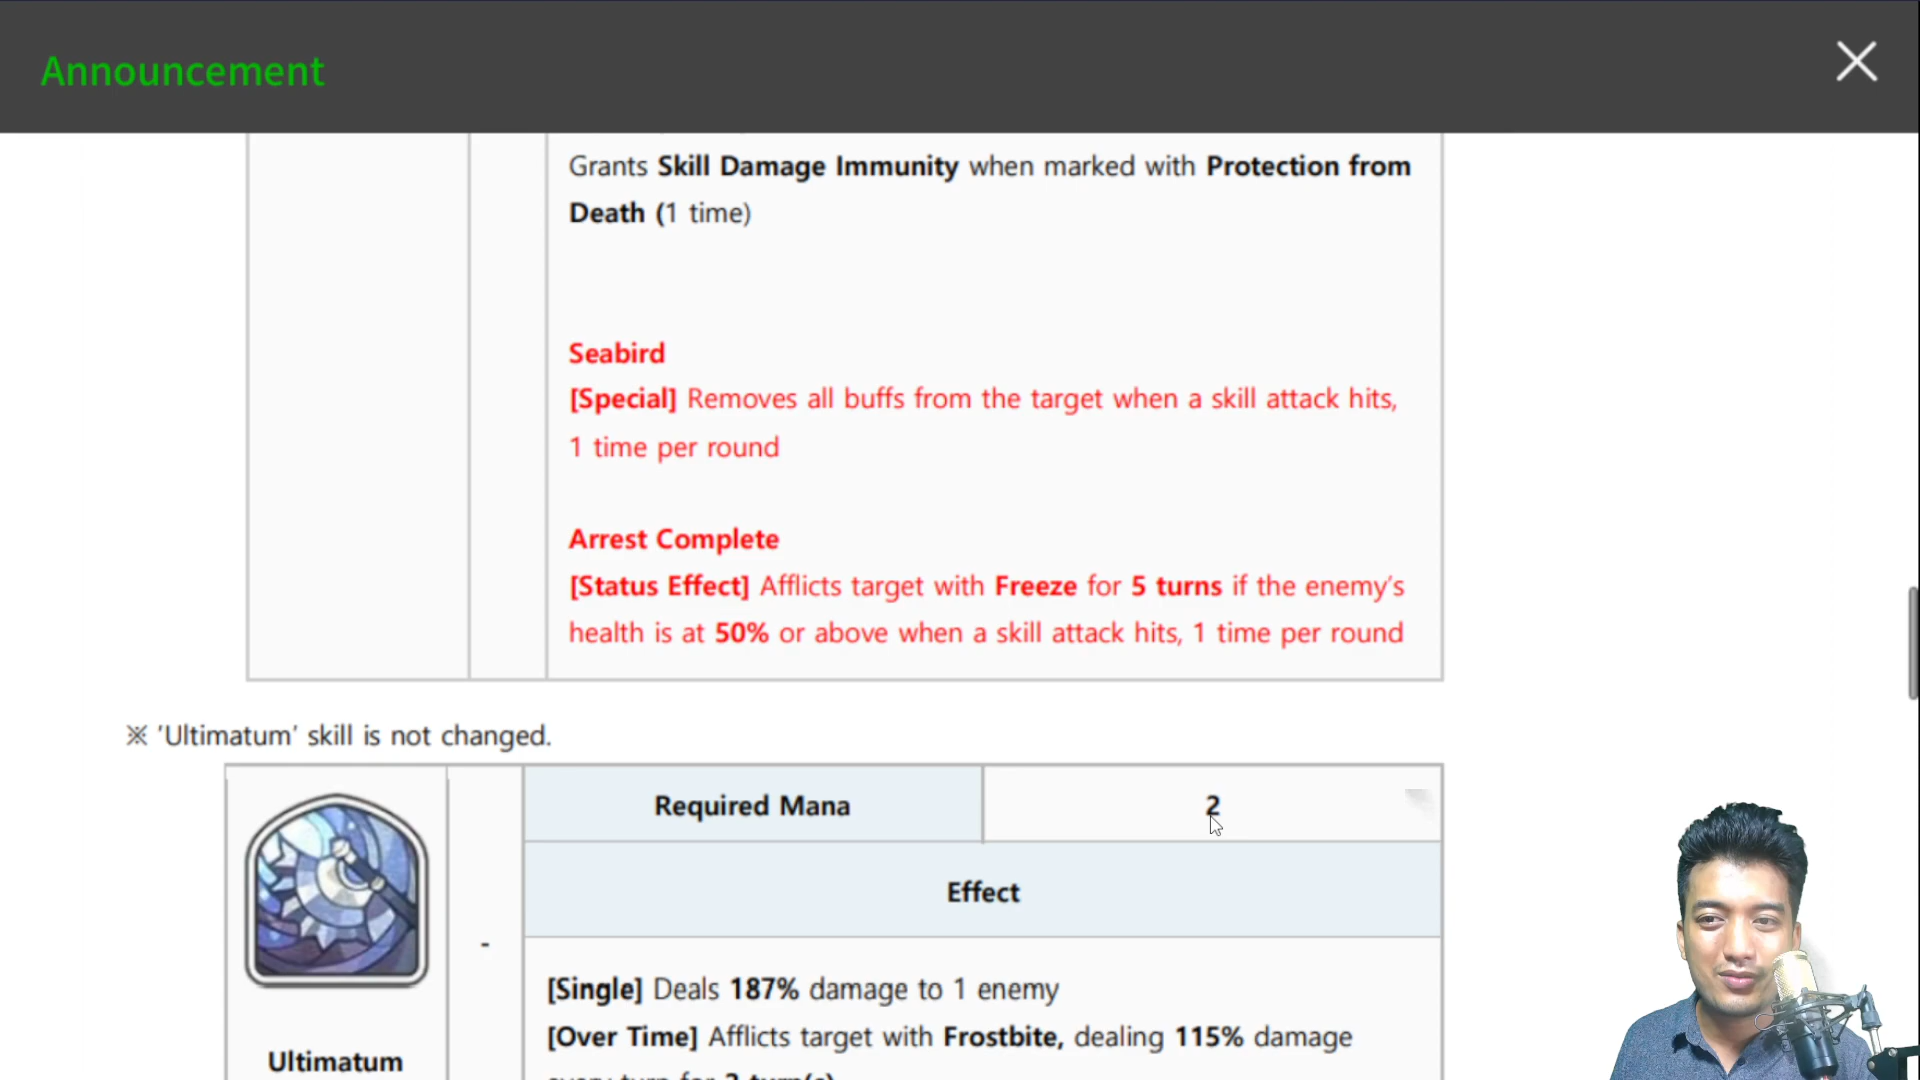 Announcement
Grants Skill Damage Immunity when marked with Protection from
Death (1 time)
Seabird
[Special] Removes all buffs from the target when a skill attack hits,
1 time per round
Arrest Complete
[Status Effect] Afflicts target with Freeze for 5 turns if the enemy's
health is at 50% or above when a skill attack hits, 1 time per round
※ 'Ultimatum' skill is not changed.
Required Mana 2
Effect
-
[Single] Deals 187% damage to 1 enemy
[Over Time] Afflicts target with Frostbite, dealing 115% damage
Ultimatum